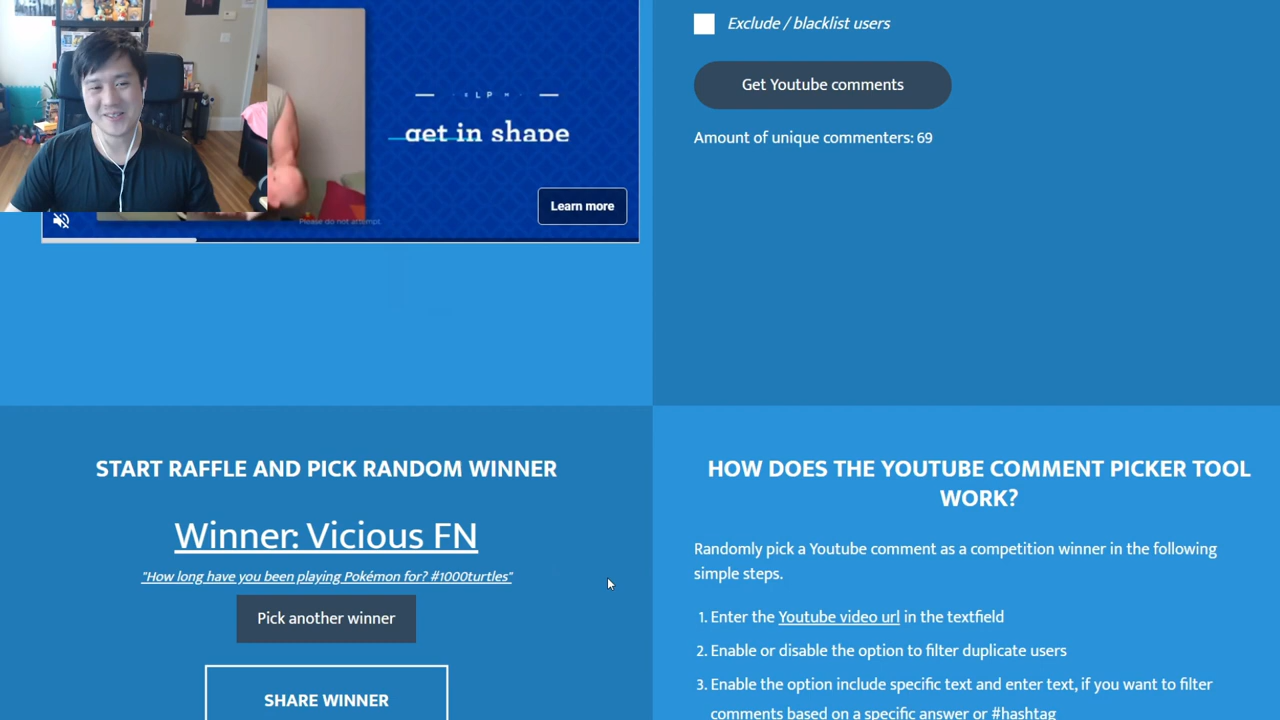 Exclude / blacklist users
Get Youtube comments
Amount of unique commenters: 69
get in shape
Learn more
Please do not attempt.
START RAFFLE AND PICK RANDOM WINNER
Winner: Vicious FN
"How long have you been playing Pokémon for? #1000turtles"
Pick another winner
SHARE WINNER
HOW DOES THE YOUTUBE COMMENT PICKER TOOL
WORK?
Randomly pick a Youtube comment as a competition winner in the following
simple steps.
1. Enter the Youtube video url in the textfield
2. Enable or disable the option to filter duplicate users
3. Enable the option include specific text and enter text, if you want to filter
comments based on a specific answer or #hashtag